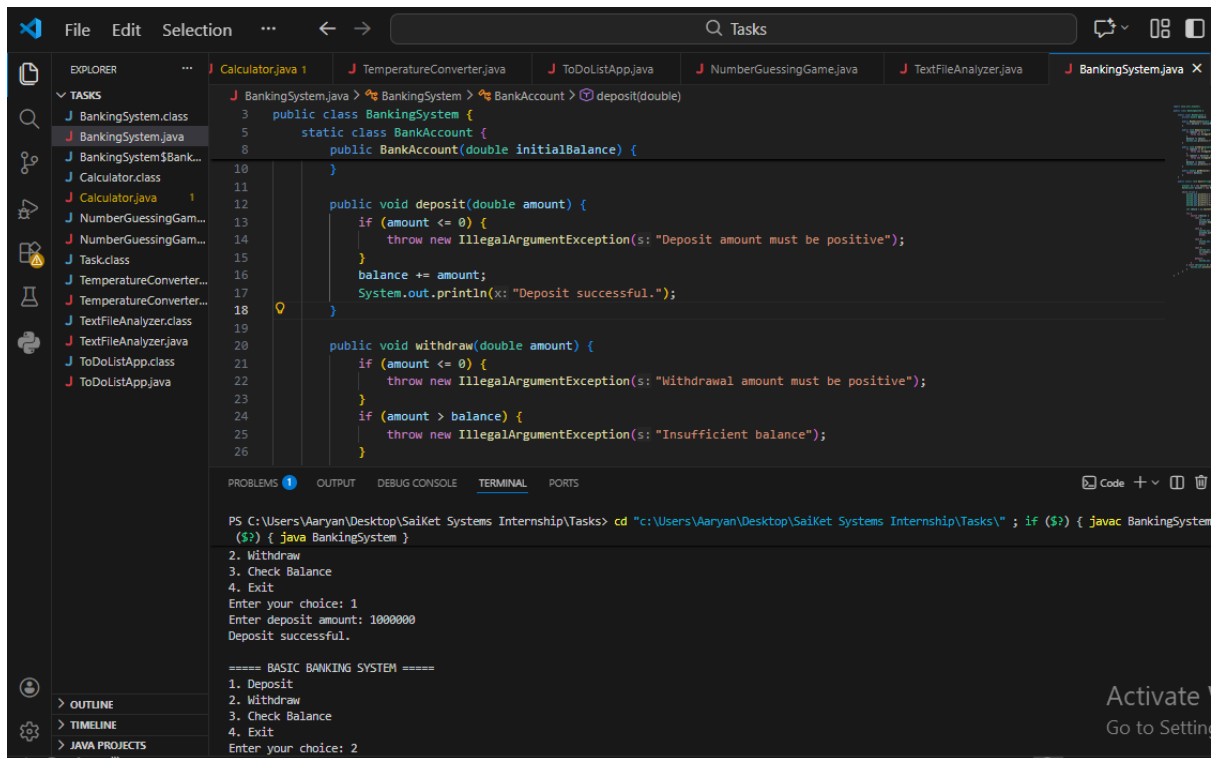 File Edit Selection ··· Tasks
EXPLORER ···
TASKS
BankingSystem.class
BankingSystem.java
BankingSystem$Bank...
Calculator.class
Calculator.java 1
NumberGuessingGam...
NumberGuessingGam...
Task.class
TemperatureConverter...
TemperatureConverter...
TextFileAnalyzer.class
TextFileAnalyzer.java
ToDoListApp.class
ToDoListApp.java
OUTLINE
TIMELINE
JAVA PROJECTS
J Calculator.java 1 J TemperatureConverter.java J ToDoListApp.java J NumberGuessingGame.java J TextFileAnalyzer.java J BankingSystem.java
J BankingSystem.java > BankingSystem > BankAccount > deposit(double)
3 public class BankingSystem {
5 static class BankAccount {
8 public BankAccount(double initialBalance) {
10 }
11
12 public void deposit(double amount) {
13 if (amount <= 0) {
14 throw new IllegalArgumentException(s: "Deposit amount must be positive");
15 }
16 balance += amount;
17 System.out.println(x: "Deposit successful.");
18 }
19
20 public void withdraw(double amount) {
21 if (amount <= 0) {
22 throw new IllegalArgumentException(s: "Withdrawal amount must be positive");
23 }
24 if (amount > balance) {
25 throw new IllegalArgumentException(s: "Insufficient balance");
26 }
PROBLEMS 1 OUTPUT DEBUG CONSOLE TERMINAL PORTS Code
PS C:\Users\Aaryan\Desktop\SaiKet Systems Internship\Tasks> cd "c:\Users\Aaryan\Desktop\SaiKet Systems Internship\Tasks\" ; if ($?) { javac BankingSystem
($?) { java BankingSystem }
2. Withdraw
3. Check Balance
4. Exit
Enter your choice: 1
Enter deposit amount: 1000000
Deposit successful.
===== BASIC BANKING SYSTEM =====
1. Deposit
2. Withdraw
3. Check Balance
4. Exit
Enter your choice: 2
Activate
Go to Setting